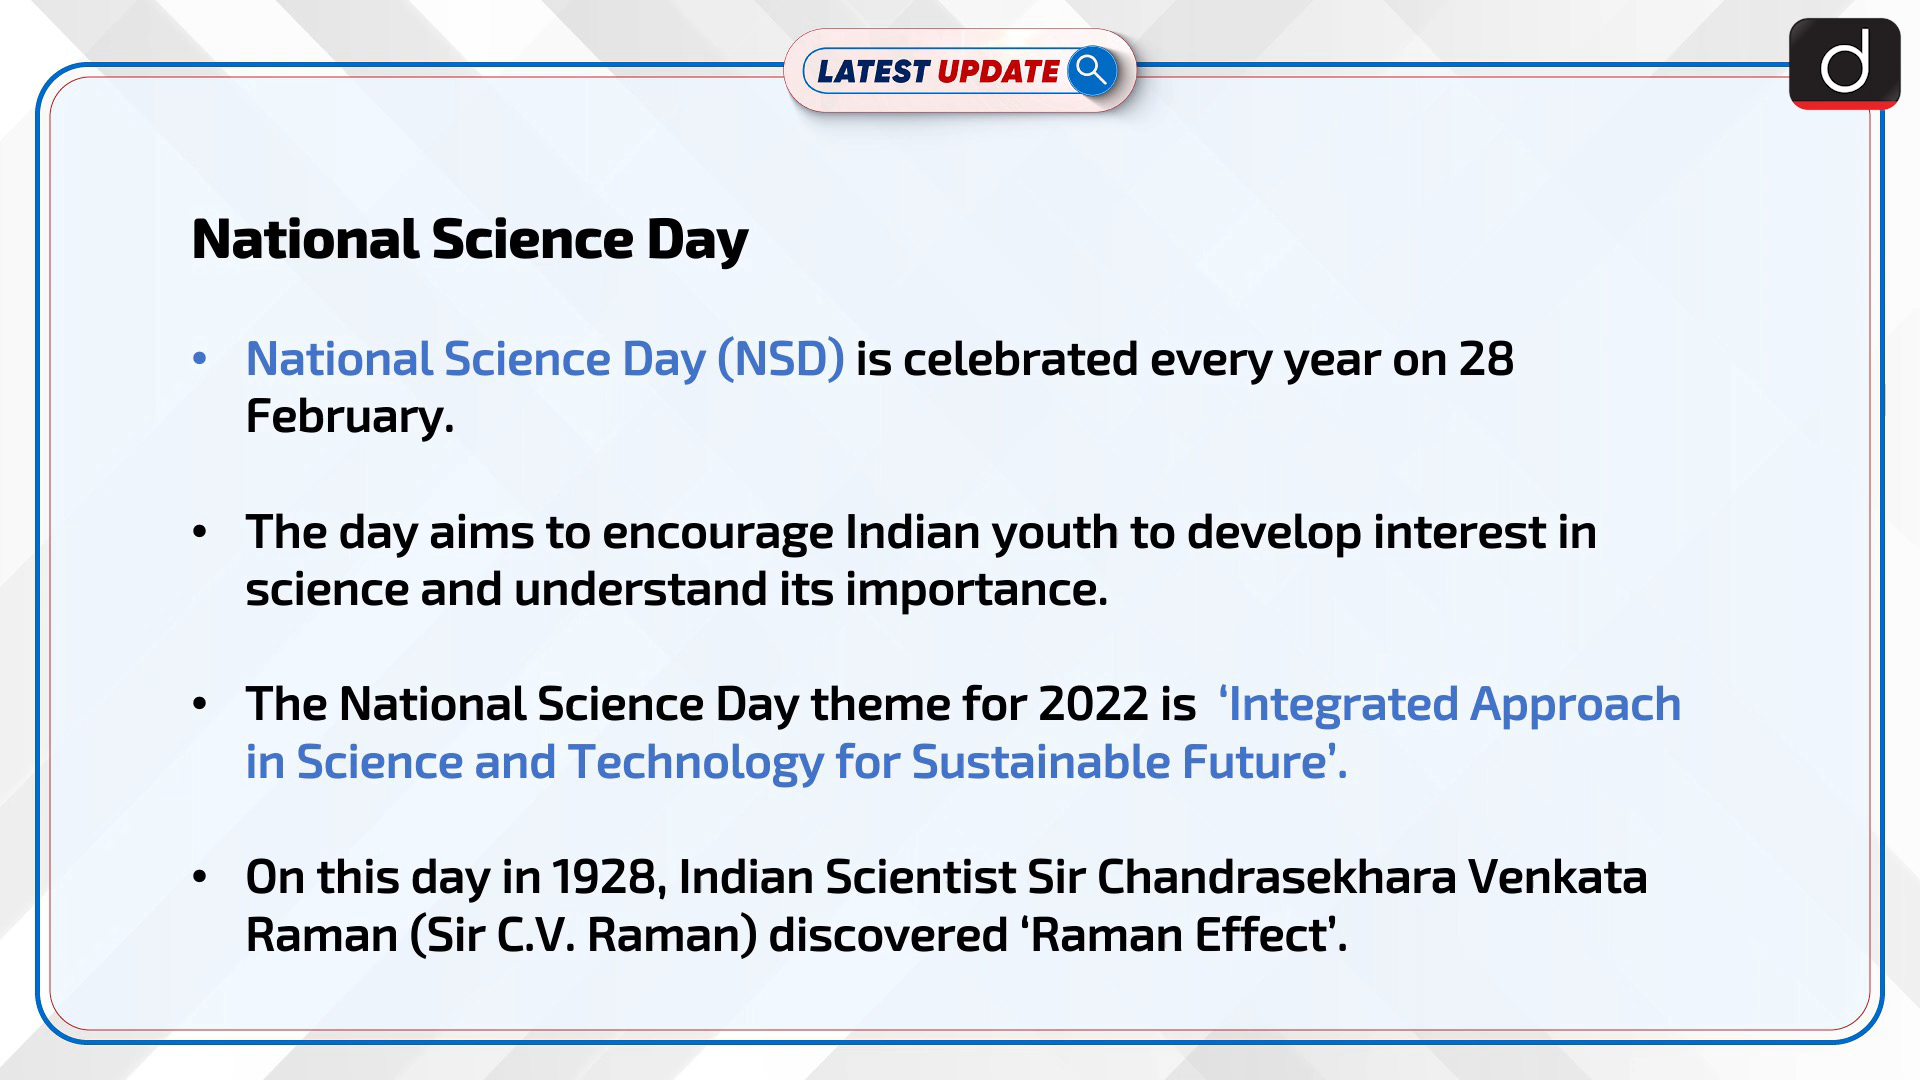 LATEST UPDATE
d
National Science Day
• National Science Day (NSD) is celebrated every year on 28
February.
• The day aims to encourage Indian youth to develop interest in
science and understand its importance.
• The National Science Day theme for 2022 is ‘Integrated Approach
in Science and Technology for Sustainable Future’.
• On this day in 1928, Indian Scientist Sir Chandrasekhara Venkata
Raman (Sir C.V. Raman) discovered ‘Raman Effect’.